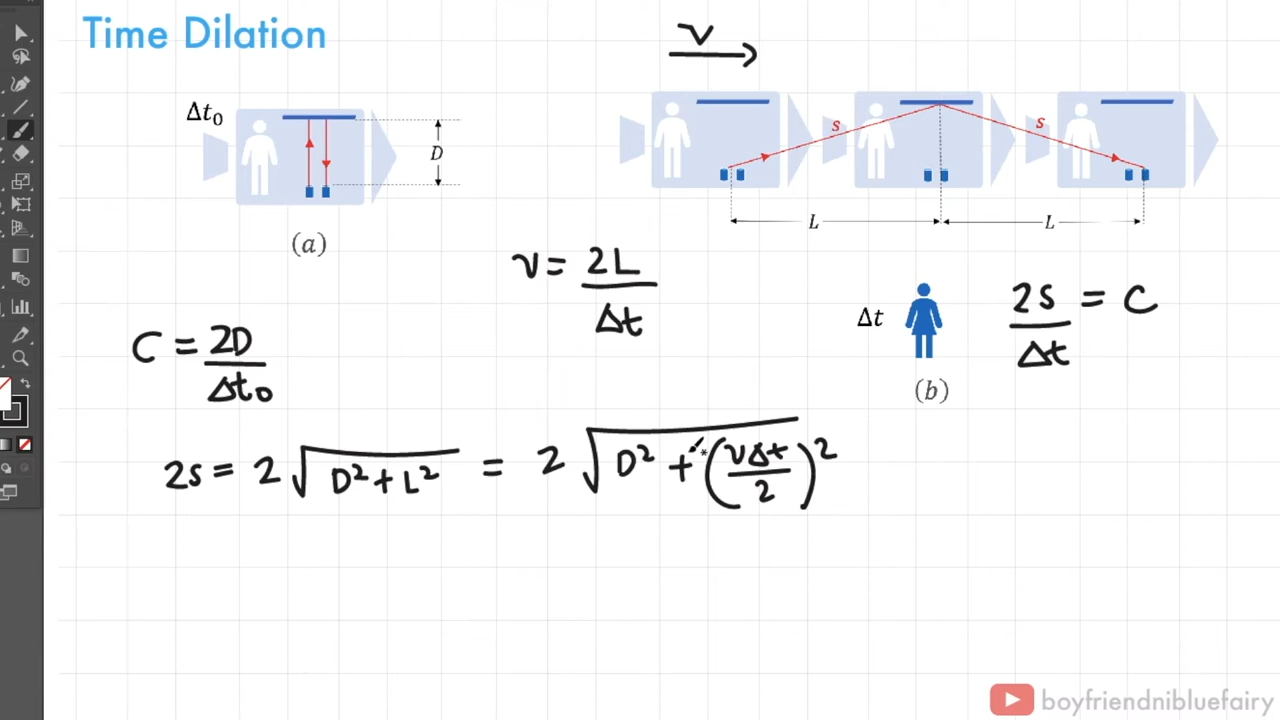 Time Dilation
v
Δt₀
D
s
s
L
L
(a)
v = 2L / Δt
Δt
2s / Δt = C
C = 2D / Δt₀
(b)
2s = 2 √(D² + L²) = 2 √(D² + (vΔt / 2)²)
boyfriendnibluefairy